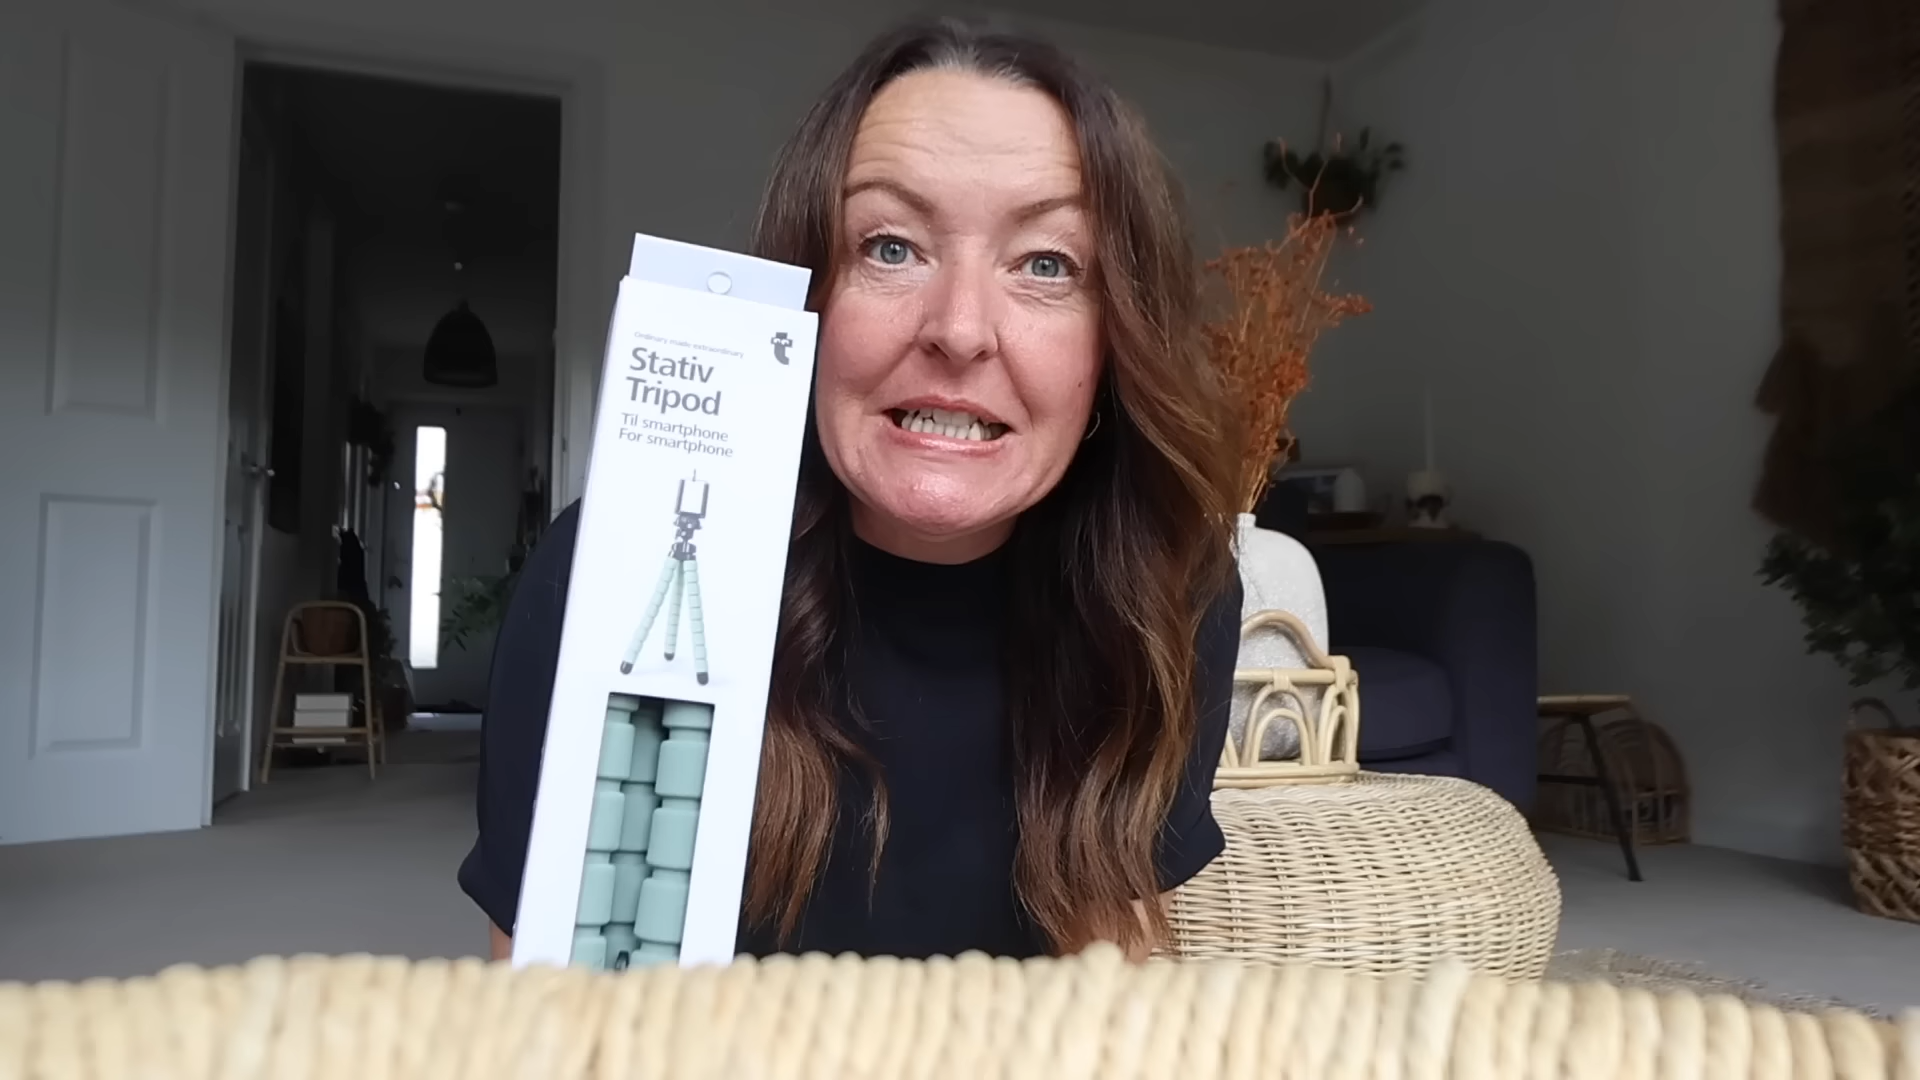 Ordinary made extraordinary
Stativ
Tripod
Til smartphone
For smartphone